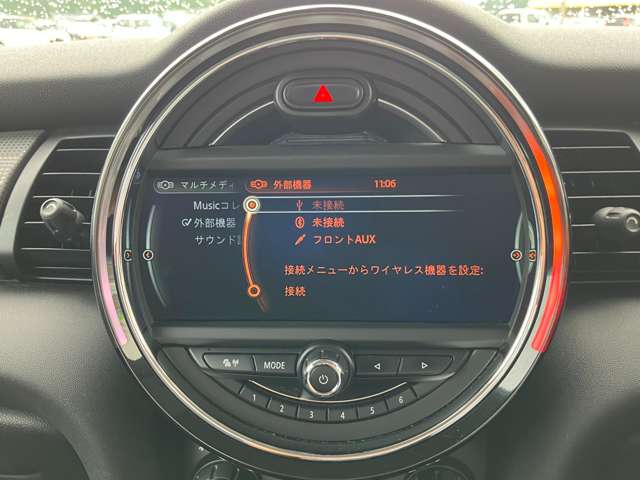 マルチメディ
外部機器
11:06
Musicコレ
未接続
外部機器
未接続
サウンド
フロントAUX
接続メニューからワイヤレス機器を設定:
接続
MODE
1 2 3 4 5 6